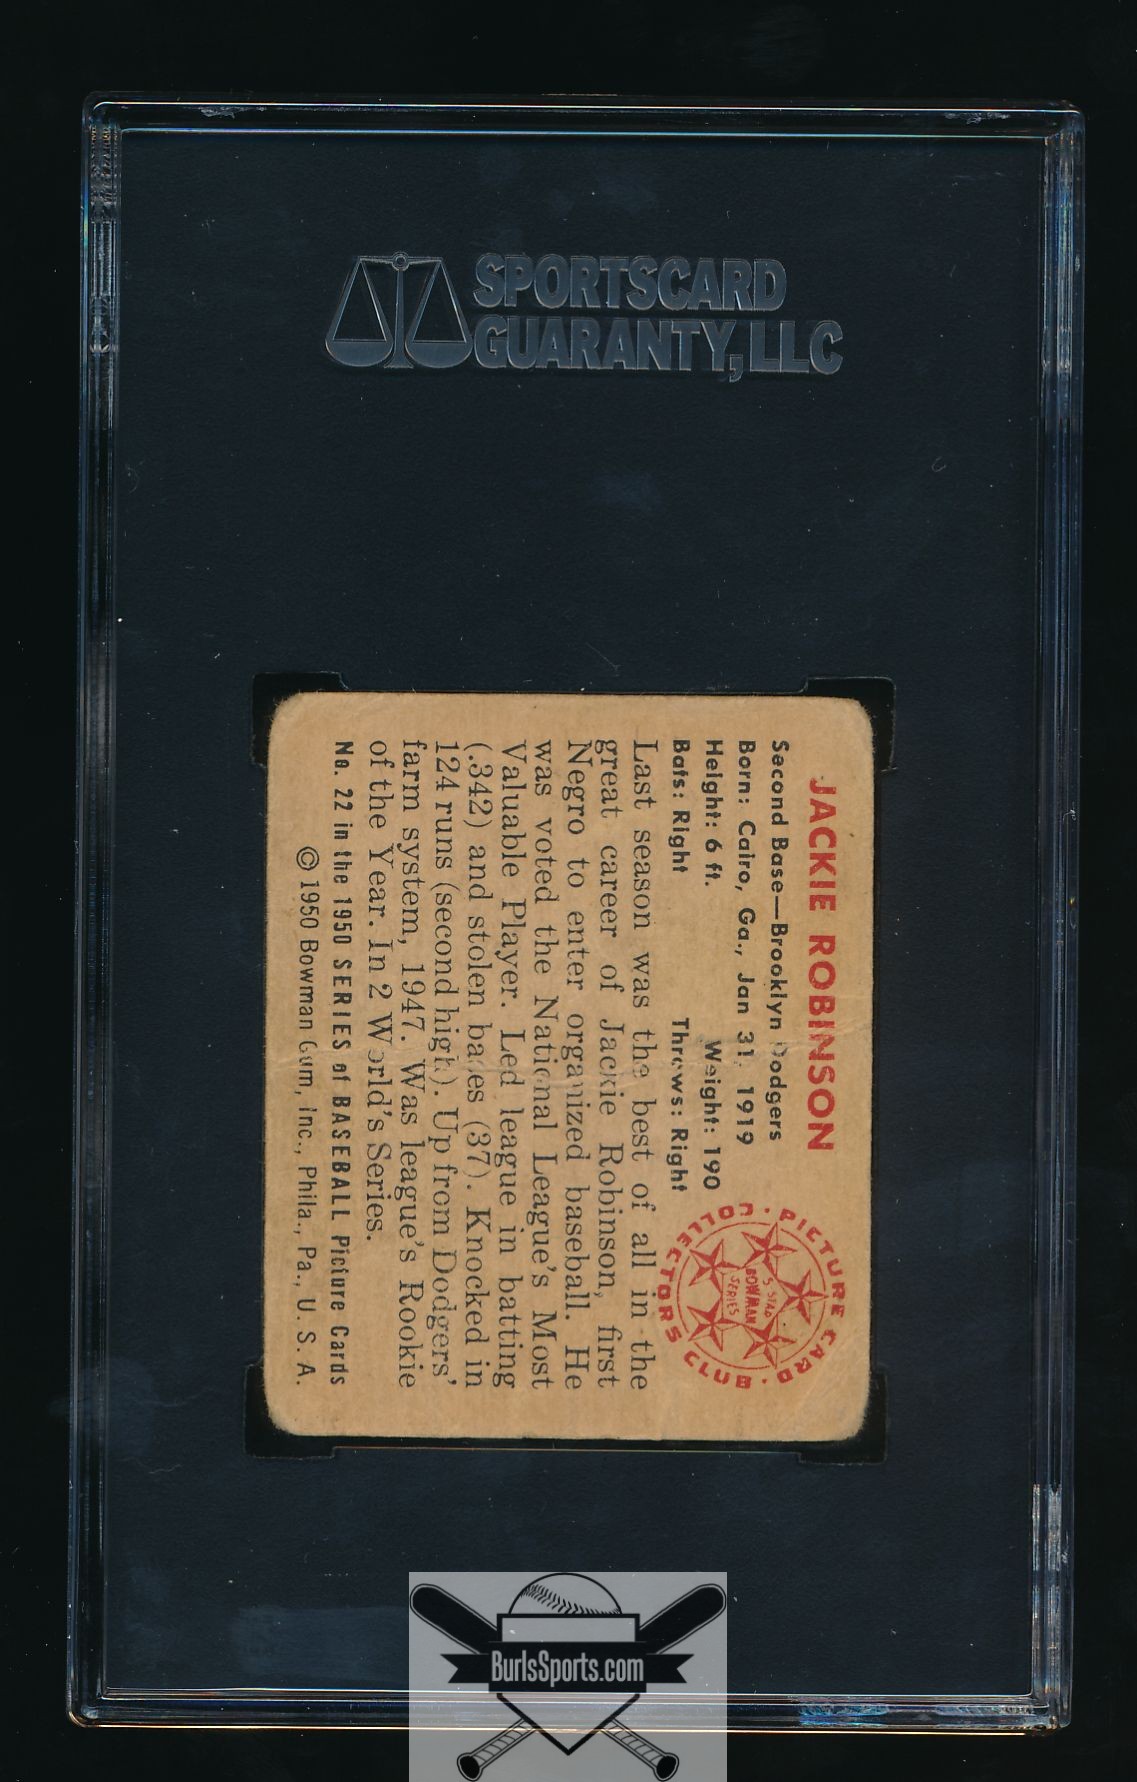 SPORTSCARD
GUARANTY, LLC
JACKIE ROBINSON
Second Base—Brooklyn Dodgers
Born: Cairo, Ga., Jan 31, 1919
Height: 6 ft. Weight: 190
Bats: Right Throws: Right
PICTURE CARD · COLLECTORS CLUB ·
5 STAR
BOWMAN
SERIES
Last season was the best of all in the
great career of Jackie Robinson, first
Negro to enter organized baseball. He
was voted the National League's Most
Valuable Player. Led league in batting
(.342) and stolen bases (37). Knocked in
124 runs (second high). Up from Dodgers'
farm system, 1947. Was league's Rookie
of the Year. In 2 World's Series.
No. 22 in the 1950 SERIES of BASEBALL Picture Cards
© 1950 Bowman Gum, Inc., Phila., Pa., U. S. A.
BurlsSports.com